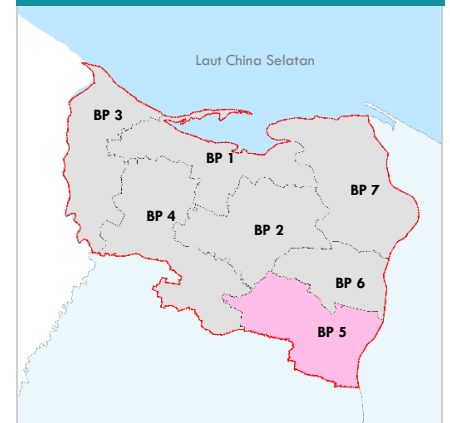 Laut China Selatan
BP 3
BP 1
BP 7
BP 4
BP 2
BP 6
BP 5